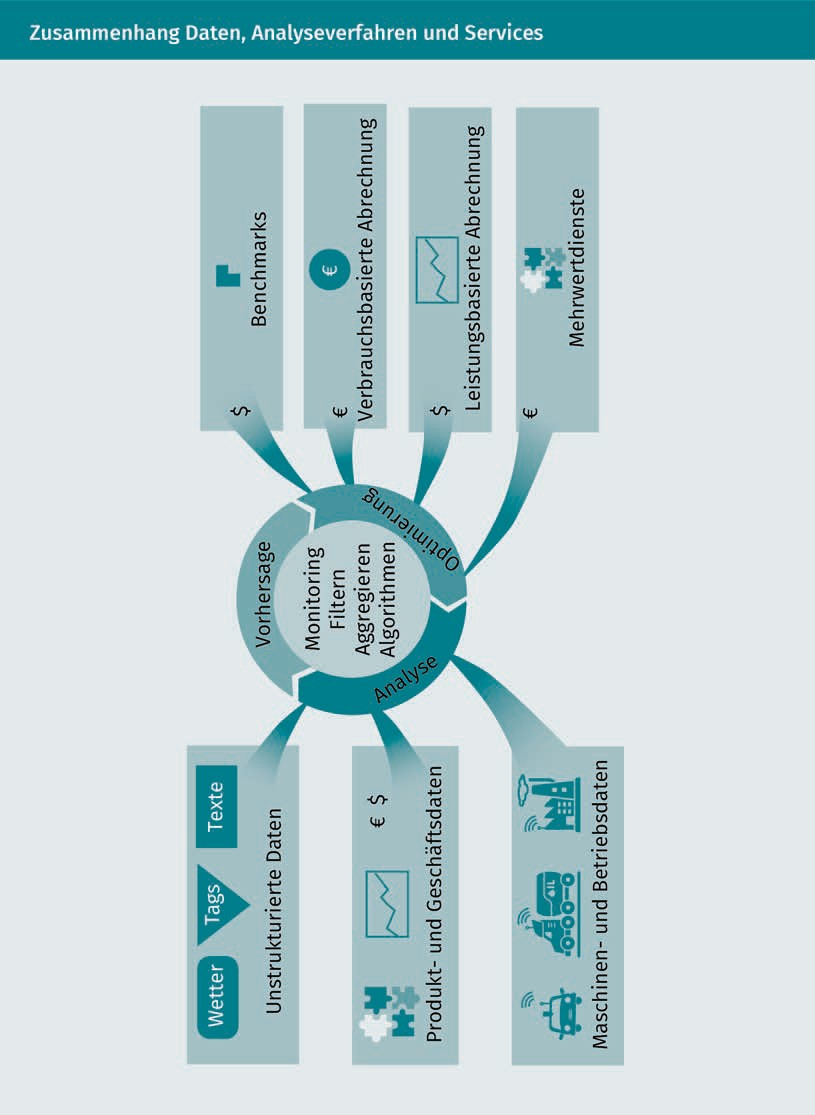 Zusammenhang Daten, Analyseverfahren und Services
Wetter
Tags
Texte
Unstrukturierte Daten
€ $
Produkt- und Geschäftsdaten
OIL
Maschinen- und Betriebsdaten
Vorhersage
Analyse
Optimierung
Monitoring
Filtern
Aggregieren
Algorithmen
$
Benchmarks
€
€
Verbrauchsbasierte Abrechnung
$
Leistungsbasierte Abrechnung
€
Mehrwertdienste